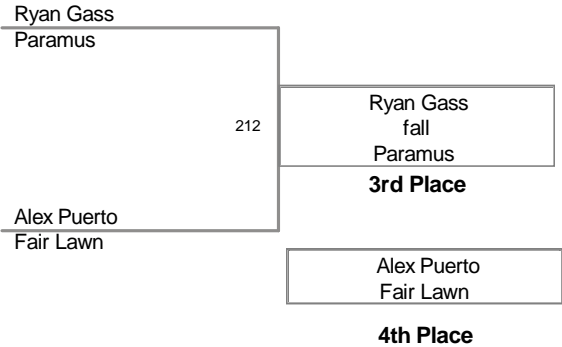 Ryan Gass
Paramus
212
Ryan Gass
fall
Paramus
3rd Place
Alex Puerto
Fair Lawn
Alex Puerto
Fair Lawn
4th Place